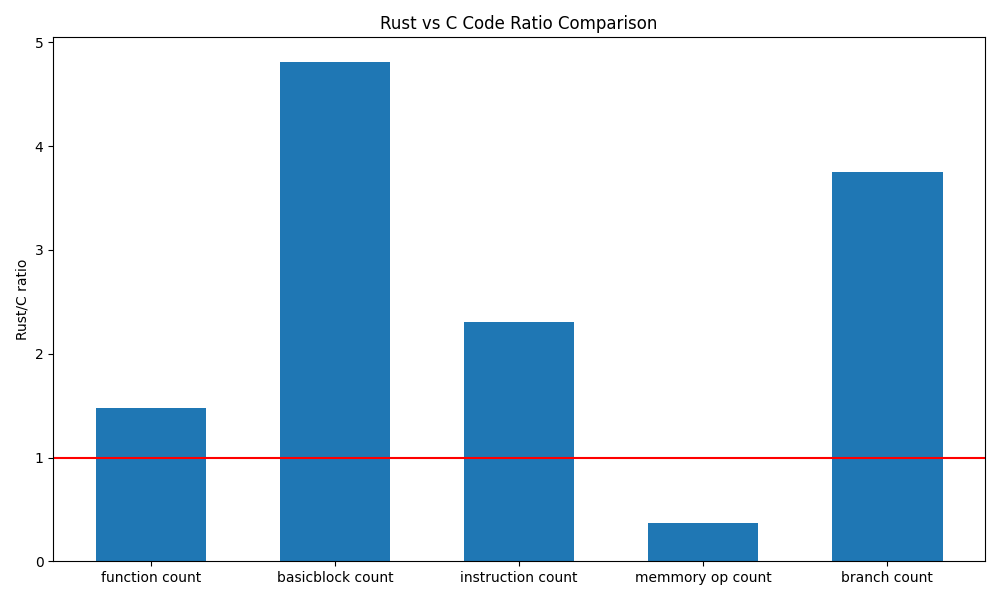 Rust vs C Code Ratio Comparison
Rust/C ratio
5
4
3
2
1
0
function count
basicblock count
instruction count
memmory op count
branch count